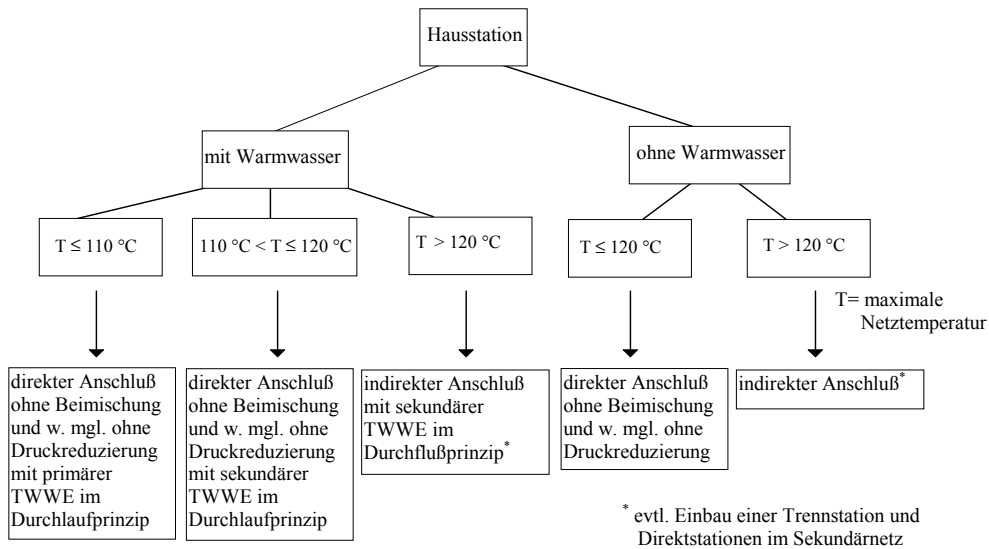 Hausstation
mit Warmwasser
ohne Warmwasser
T ≤ 110 °C
110 °C < T ≤ 120 °C
T > 120 °C
T ≤ 120 °C
T > 120 °C
T= maximale
Netztemperatur
direkter Anschluß
ohne Beimischung
und w. mgl. ohne
Druckreduzierung
mit primärer
TWWE im
Durchlaufprinzip
direkter Anschluß
ohne Beimischung
und w. mgl. ohne
Druckreduzierung
mit sekundärer
TWWE im
Durchlaufprinzip
indirekter Anschluß
mit sekundärer
TWWE im
Durchflußprinzip*
direkter Anschluß
ohne Beimischung
und w. mgl. ohne
Druckreduzierung
indirekter Anschluß*
* evtl. Einbau einer Trennstation und
Direktstationen im Sekundärnetz